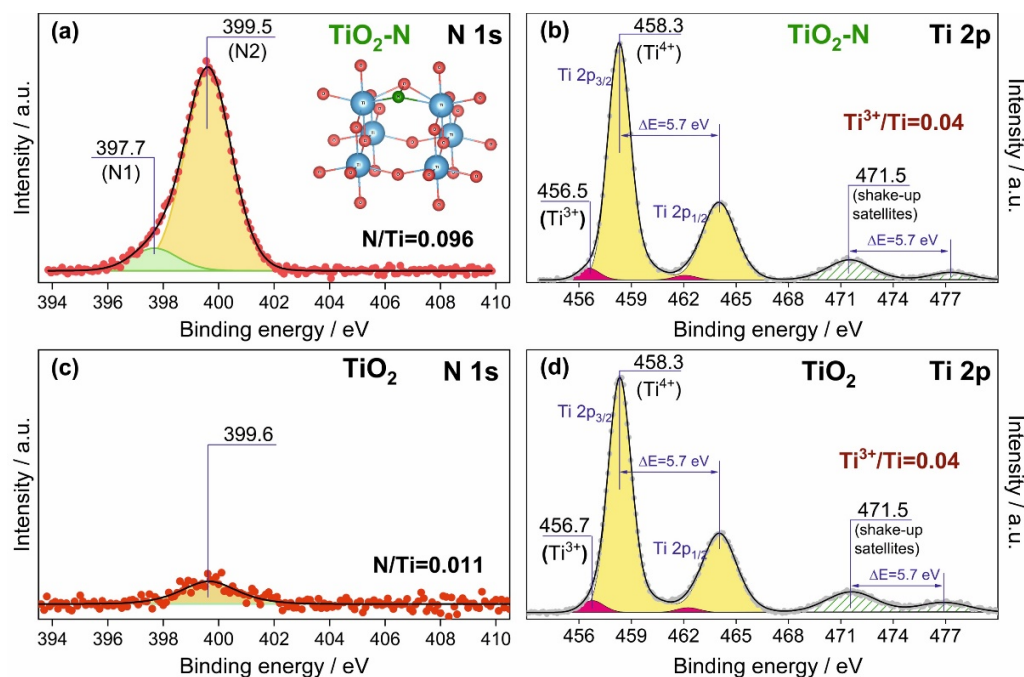 (a)
399.5
(N2)
TiO₂-N
N 1s
397.7
(N1)
N/Ti=0.096
Intensity / a.u.
394 396 398 400 402 404 406 408 410
Binding energy / eV
(b)
458.3
(Ti⁴⁺)
TiO₂-N
Ti 2p
Ti 2p₃/₂
Ti³⁺/Ti=0.04
ΔE=5.7 eV
456.5
(Ti³⁺)
Ti 2p₁/₂
471.5
(shake-up
satellites)
ΔE=5.7 eV
Intensity / a.u.
456 459 462 465 468 471 474 477
Binding energy / eV
(c)
TiO₂
N 1s
399.6
N/Ti=0.011
Intensity / a.u.
394 396 398 400 402 404 406 408 410
Binding energy / eV
(d)
458.3
(Ti⁴⁺)
TiO₂
Ti 2p
Ti 2p₃/₂
Ti³⁺/Ti=0.04
ΔE=5.7 eV
456.7
(Ti³⁺)
Ti 2p₁/₂
471.5
(shake-up
satellites)
ΔE=5.7 eV
Intensity / a.u.
456 459 462 465 468 471 474 477
Binding energy / eV